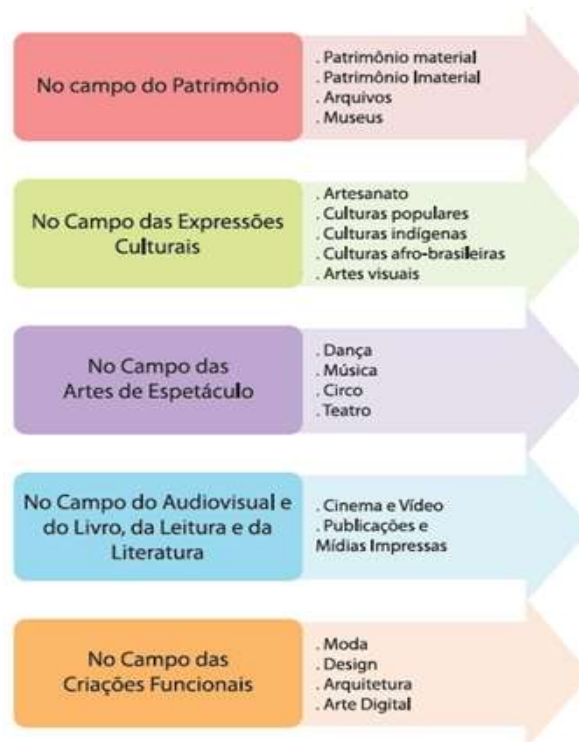 No campo do Patrimônio
. Patrimônio material
. Patrimônio Imaterial
. Arquivos
. Museus
No Campo das Expressões
Culturais
. Artesanato
. Culturas populares
. Culturas indígenas
. Culturas afro-brasileiras
. Artes visuais
No Campo das
Artes de Espetáculo
. Dança
. Música
. Circo
. Teatro
No Campo do Audiovisual e
do Livro, da Leitura e da
Literatura
. Cinema e Vídeo
. Publicações e
Mídias Impressas
No Campo das
Criações Funcionais
. Moda
. Design
. Arquitetura
. Arte Digital